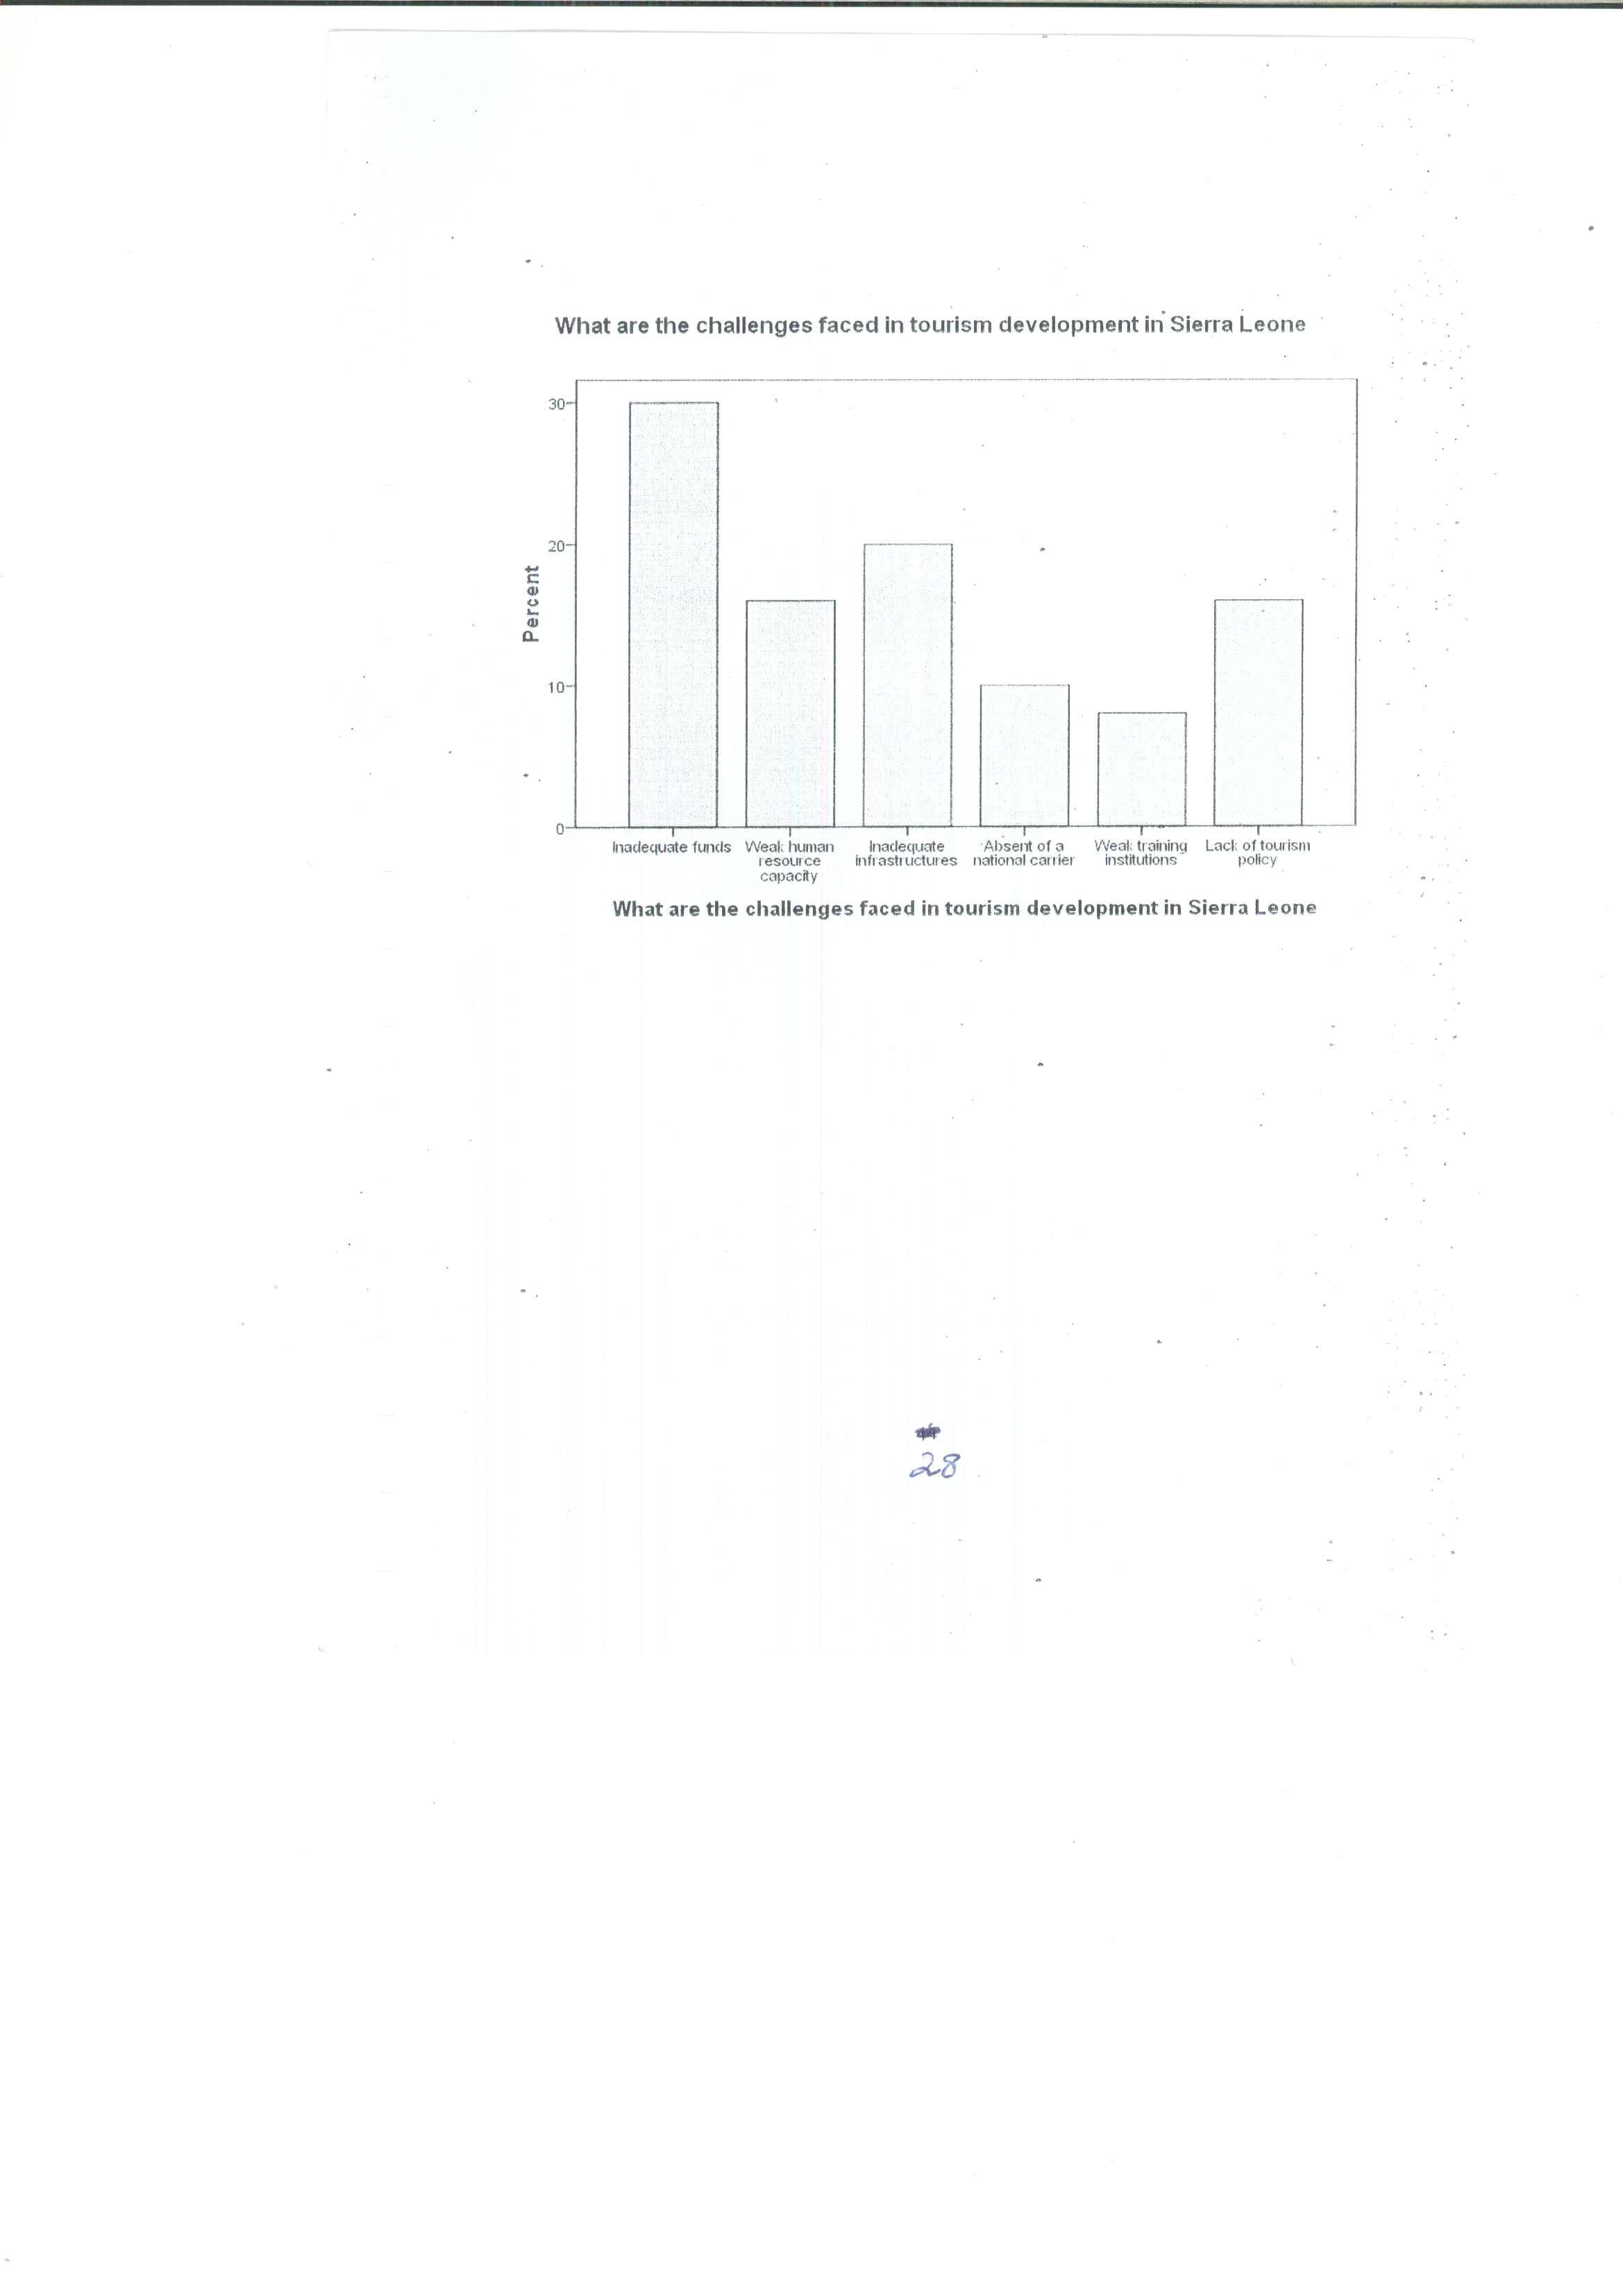 What are the challenges faced in tourism development in Sierra Leone
30
20
10
0
Percent
Inadequate funds
Weak human
resource
capacity
Inadequate
infrastructures
Absent of a
national carrier
Weak training
institutions
Lack of tourism
policy
What are the challenges faced in tourism development in Sierra Leone
28